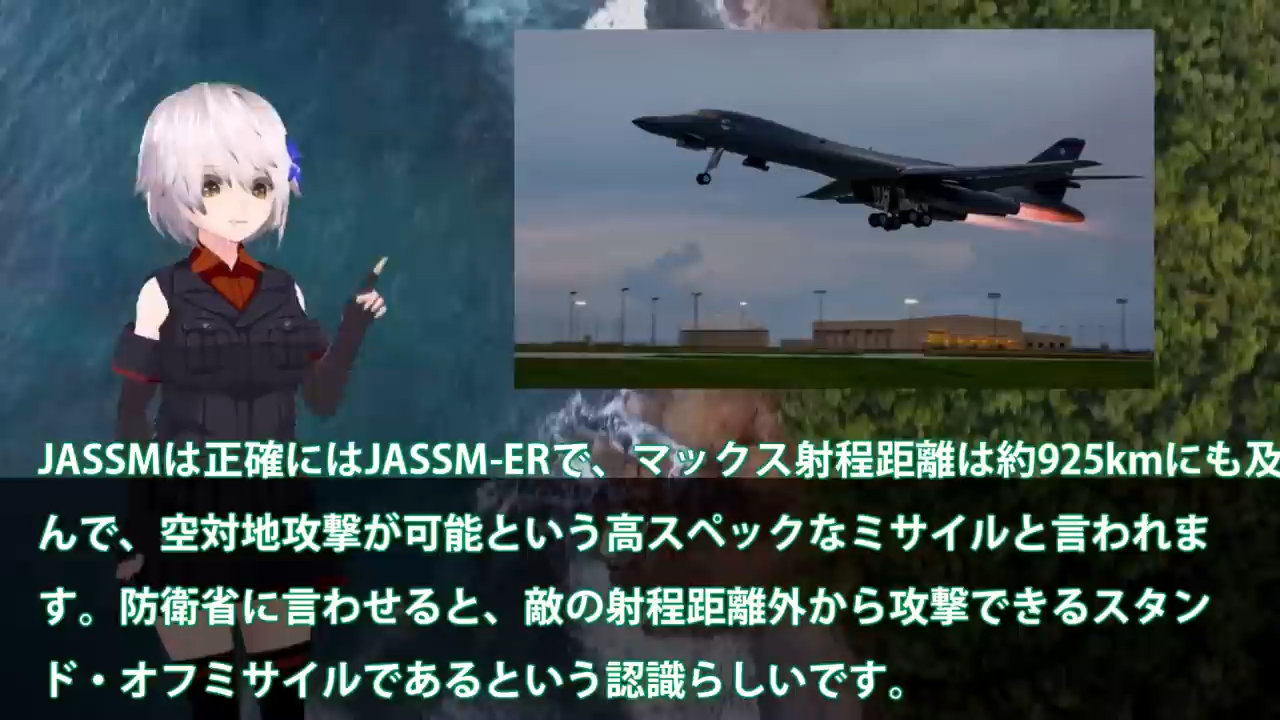 JASSMは正確にはJASSM-ERで、マックス射程距離は約925kmにも及
んで、空対地攻撃が可能という高スペックなミサイルと言われま
す。防衛省に言わせると、敵の射程距離外から攻撃できるスタン
ド・オフミサイルであるという認識らしいです。